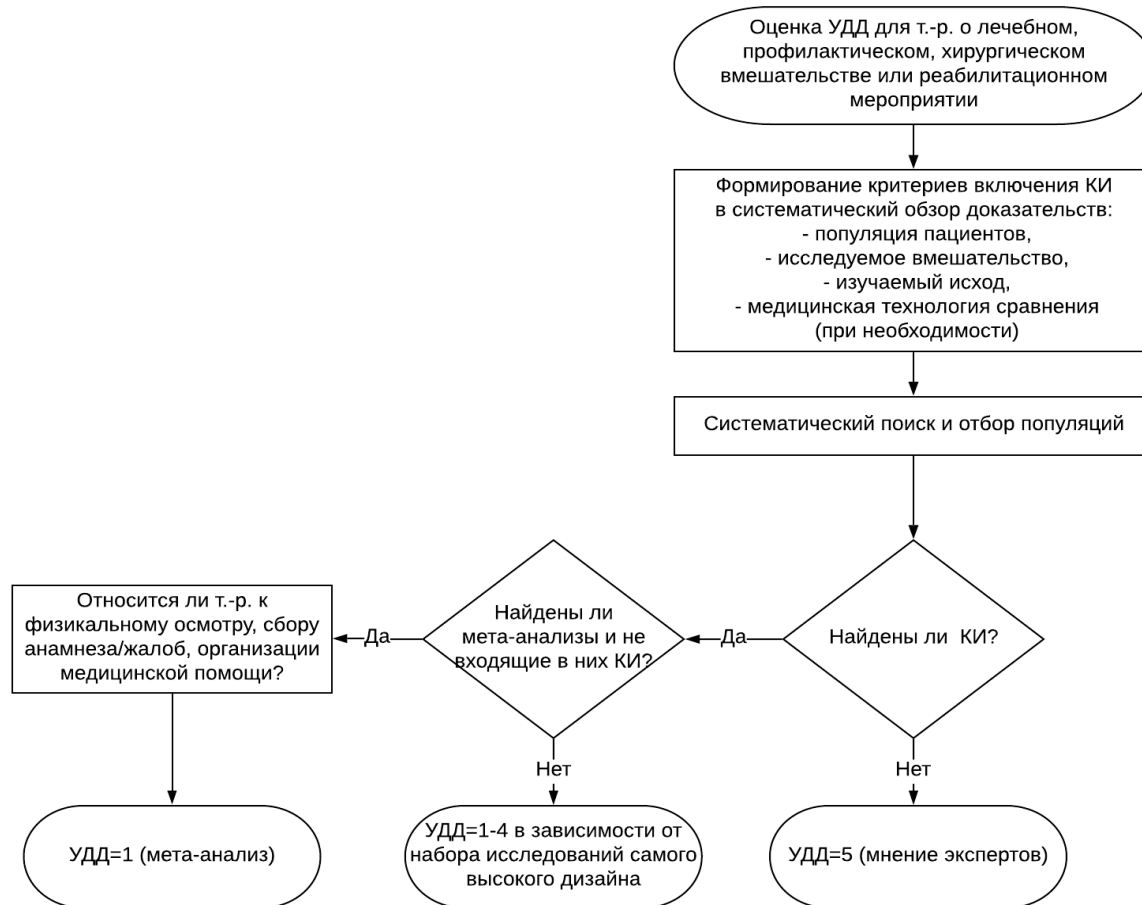 Оценка УДД для т.-р. о лечебном,
профилактическом, хирургическом
вмешательстве или реабилитационном
мероприятии
Формирование критериев включения КИ
в систематический обзор доказательств:
- популяция пациентов,
- исследуемое вмешательство,
- изучаемый исход,
- медицинская технология сравнения
(при необходимости)
Систематический поиск и отбор популяций
Найдены ли КИ?
Да
Найдены ли
мета-анализы и не
входящие в них КИ?
Да
Относится ли т.-р. к
физикальному осмотру, сбору
анамнеза/жалоб, организации
медицинской помощи?
Нет
Нет
УДД=1 (мета-анализ)
УДД=1-4 в зависимости от
набора исследований самого
высокого дизайна
УДД=5 (мнение экспертов)